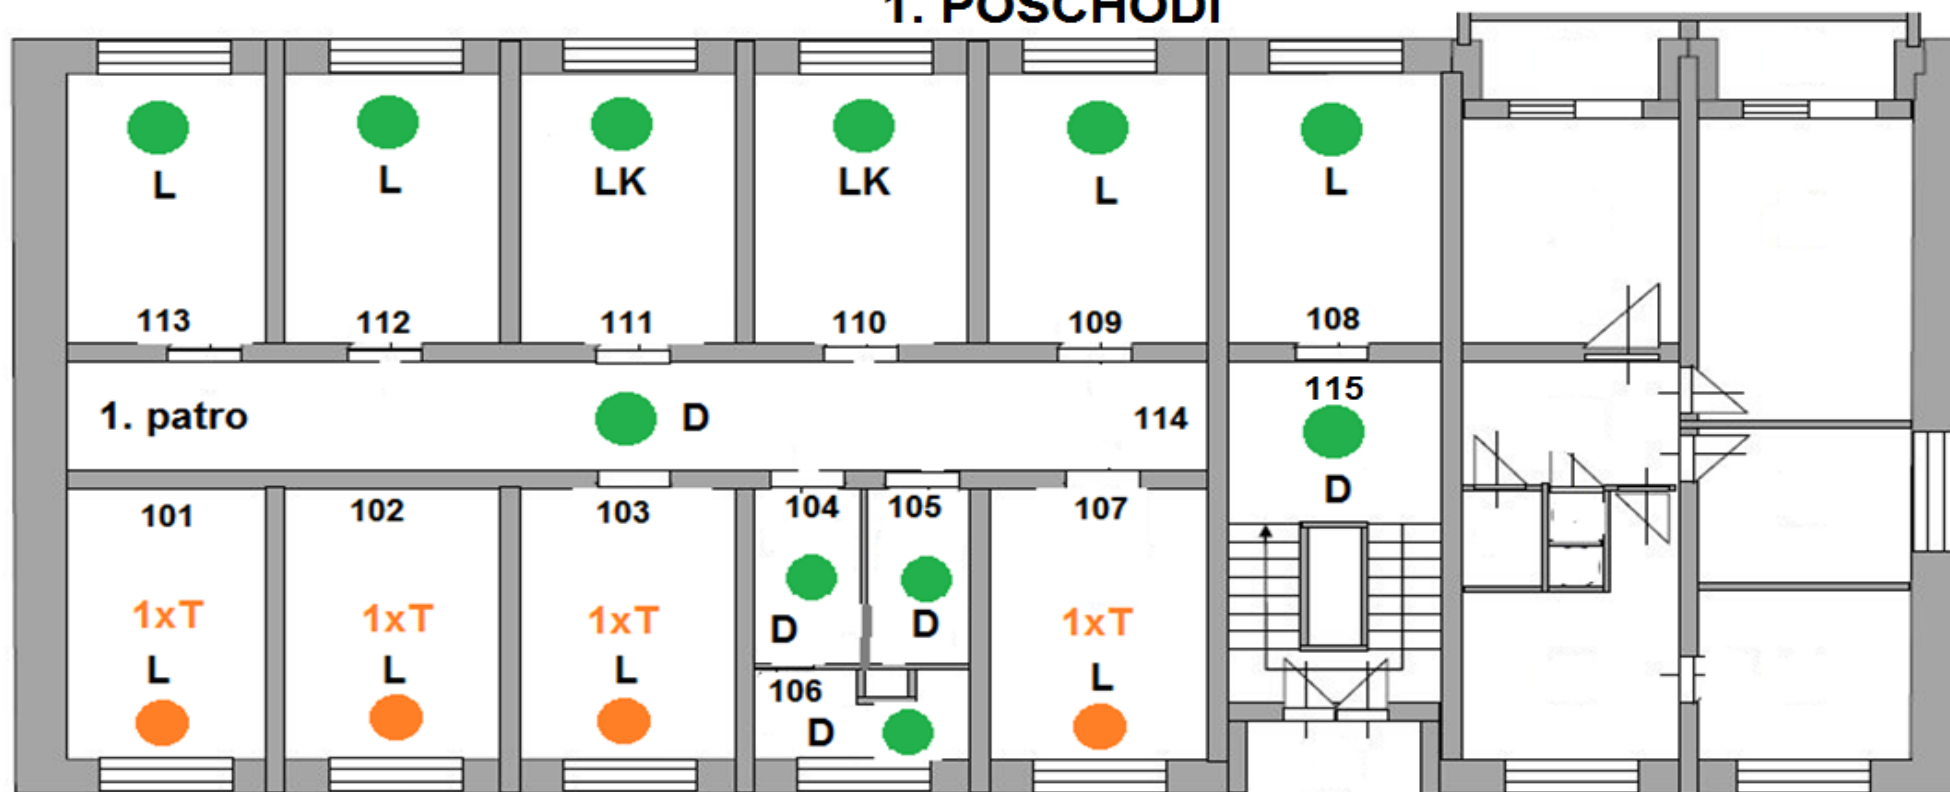 1. POSCHODÍ
L L LK LK L L
113 112 111 110 109 108
115
1. patro D 114
D
101 102 103 104 105 107
1xT 1xT 1xT D D 1xT
L L L L
106
D